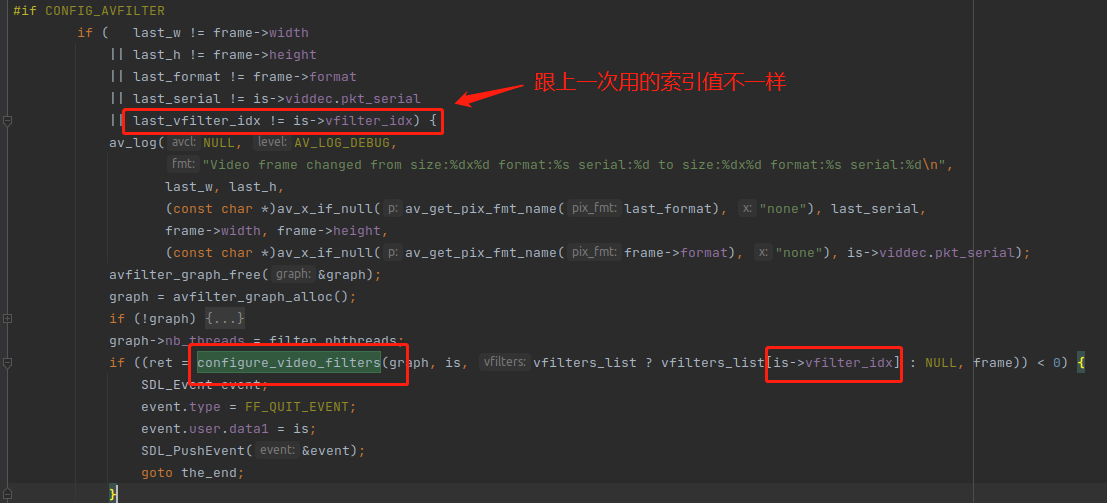 #if CONFIG_AVFILTER
if (   last_w != frame->width
|| last_h != frame->height
|| last_format != frame->format
|| last_serial != is->viddec.pkt_serial
|| last_vfilter_idx != is->vfilter_idx) {
跟上一次用的索引值不一样
av_log( avcl: NULL, level: AV_LOG_DEBUG,
fmt: "Video frame changed from size:%dx%d format:%s serial:%d to size:%dx%d format:%s serial:%d\n",
last_w, last_h,
(const char *)av_x_if_null( p: av_get_pix_fmt_name( pix_fmt: last_format), x: "none"), last_serial,
frame->width, frame->height,
(const char *)av_x_if_null( p: av_get_pix_fmt_name( pix_fmt: frame->format), x: "none"), is->viddec.pkt_serial);
avfilter_graph_free( graph: &graph);
graph = avfilter_graph_alloc();
if (!graph) {...}
graph->nb_threads = filter_nbthreads;
if ((ret = configure_video_filters(graph, is, vfilters: vfilters_list ? vfilters_list[is->vfilter_idx] : NULL, frame)) < 0) {
SDL_Event event;
event.type = FF_QUIT_EVENT;
event.user.data1 = is;
SDL_PushEvent( event: &event);
goto the_end;
}